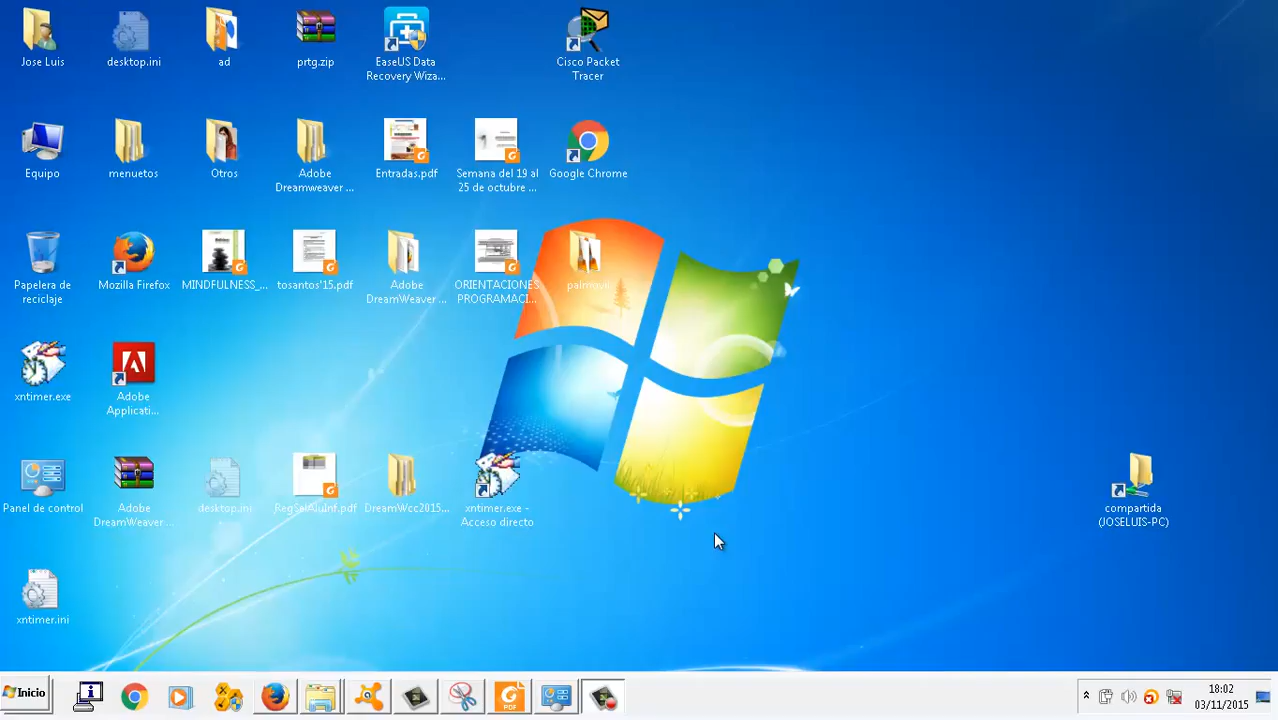 Jose Luis
desktop.ini
ad
prtg.zip
EaseUS Data
Recovery Wiza...
Cisco Packet
Tracer
Equipo
menuetos
Otros
Adobe
Dreamweaver ...
Entradas.pdf
Semana del 19 al
25 de octubre ...
Google Chrome
Papelera de
reciclaje
Mozilla Firefox
MINDFULNESS_...
tosantos'15.pdf
Adobe
DreamWeaver ...
ORIENTACIONES
PROGRAMACI...
xntimer.exe
Adobe
Applicati...
Panel de control
Adobe
DreamWeaver ...
desktop.ini
RegSalAluInf.pdf
DreamWcc2015...
xntimer.exe -
Acceso directo
compartida
(JOSELUIS-PC)
xntimer.ini
Inicio
PDF
18:02
03/11/2015